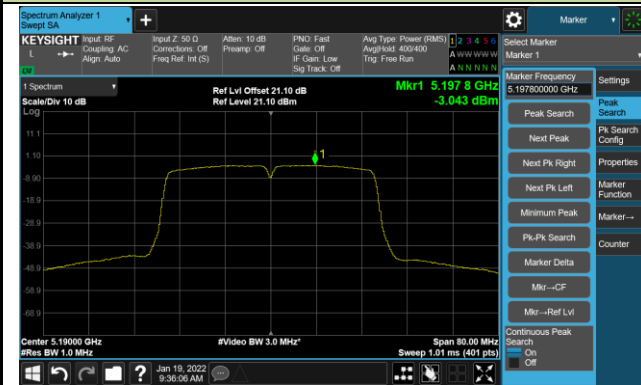 Spectrum Analyzer 1
Swept SA
Marker
KEYSIGHT
L
LXI
Input: RF
Coupling: AC
Align: Auto
Input Z: 50 Ω
Corrections: Off
Freq Ref: Int (S)
Atten: 10 dB
Preamp: Off
PNO: Fast
Gate: Off
IF Gain: Low
Sig Track: Off
Avg Type: Power (RMS)
Avg|Hold: 400/400
Trig: Free Run
1 2 3 4 5 6
A W W W W W
A N N N N N
Select Marker
Marker 1
1 Spectrum
Scale/Div 10 dB
Log
Ref Lvl Offset 21.10 dB
Ref Level 21.10 dBm
Mkr1 5.197 8 GHz
-3.043 dBm
11.1
1.10
-8.90
-18.9
-28.9
-38.9
-48.9
-58.9
-68.9
1
Center 5.19000 GHz
#Res BW 1.0 MHz
#Video BW 3.0 MHz*
Span 80.00 MHz
Sweep 1.01 ms (401 pts)
Marker Frequency
5.197800000 GHz
Peak Search
Next Peak
Next Pk Right
Next Pk Left
Minimum Peak
Pk-Pk Search
Marker Delta
Mkr→CF
Mkr→Ref Lvl
Continuous Peak
Search
On
Off
Settings
Peak
Search
Pk Search
Config
Properties
Marker
Function
Marker→
Counter
?
Jan 19, 2022
9:36:06 AM